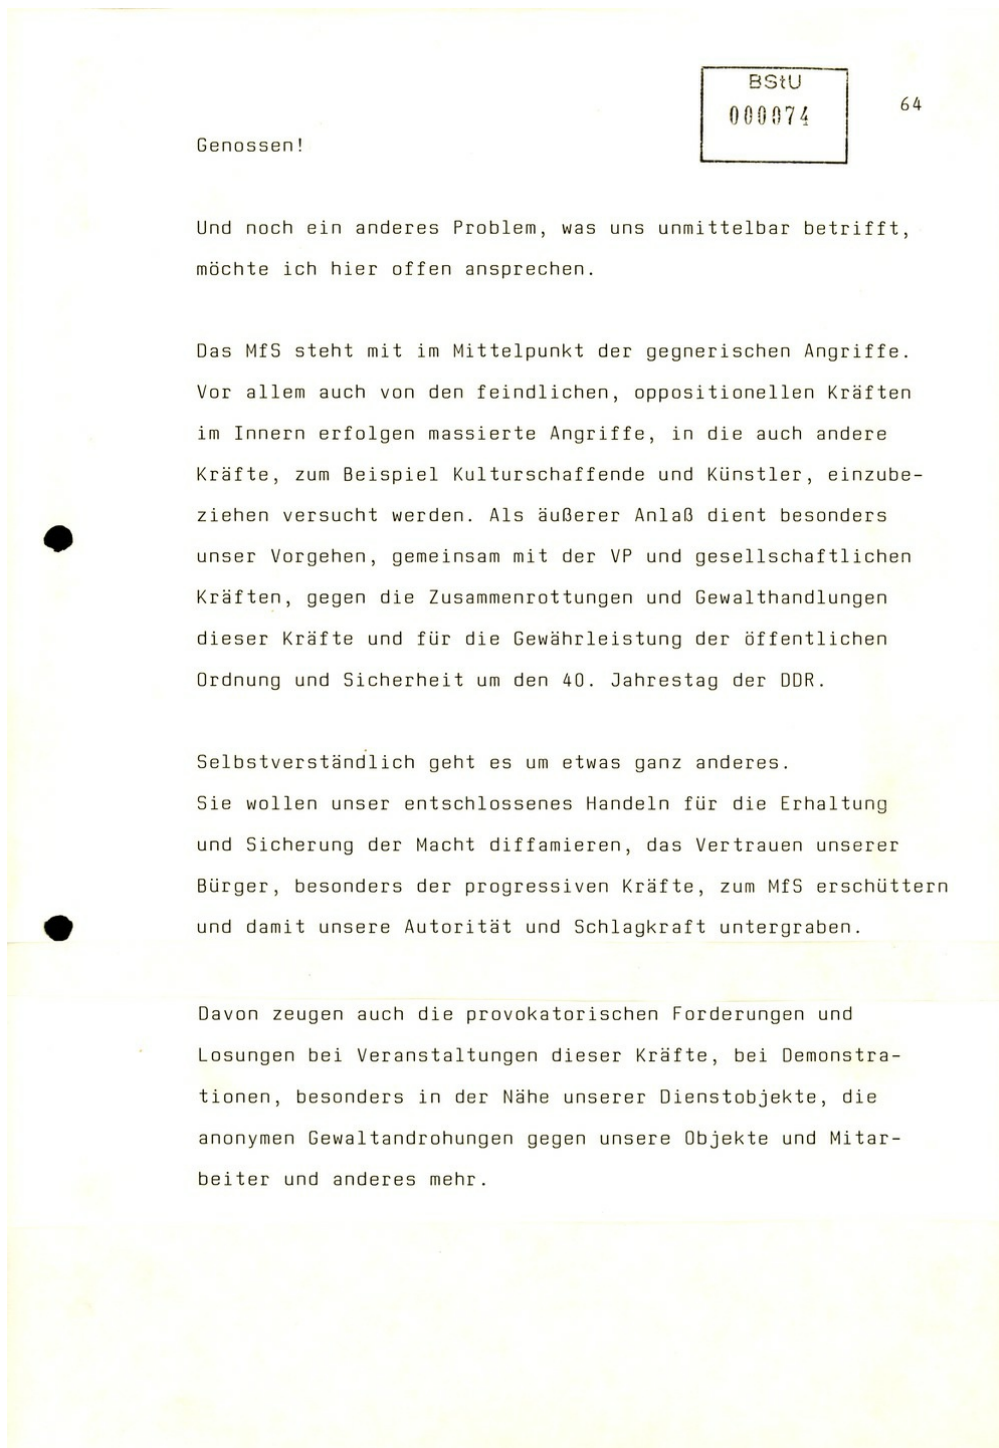 BStU
000074
64
Genossen!
Und noch ein anderes Problem, was uns unmittelbar betrifft,
möchte ich hier offen ansprechen.
Das MfS steht mit im Mittelpunkt der gegnerischen Angriffe.
Vor allem auch von den feindlichen, oppositionellen Kräften
im Innern erfolgen massierte Angriffe, in die auch andere
Kräfte, zum Beispiel Kulturschaffende und Künstler, einzube-
ziehen versucht werden. Als äußerer Anlaß dient besonders
unser Vorgehen, gemeinsam mit der VP und gesellschaftlichen
Kräften, gegen die Zusammenrottungen und Gewalthandlungen
dieser Kräfte und für die Gewährleistung der öffentlichen
Ordnung und Sicherheit um den 40. Jahrestag der DDR.
Selbstverständlich geht es um etwas ganz anderes.
Sie wollen unser entschlossenes Handeln für die Erhaltung
und Sicherung der Macht diffamieren, das Vertrauen unserer
Bürger, besonders der progressiven Kräfte, zum MfS erschüttern
und damit unsere Autorität und Schlagkraft untergraben.
Davon zeugen auch die provokatorischen Forderungen und
Losungen bei Veranstaltungen dieser Kräfte, bei Demonstra-
tionen, besonders in der Nähe unserer Dienstobjekte, die
anonymen Gewaltandrohungen gegen unsere Objekte und Mitar-
beiter und anderes mehr.